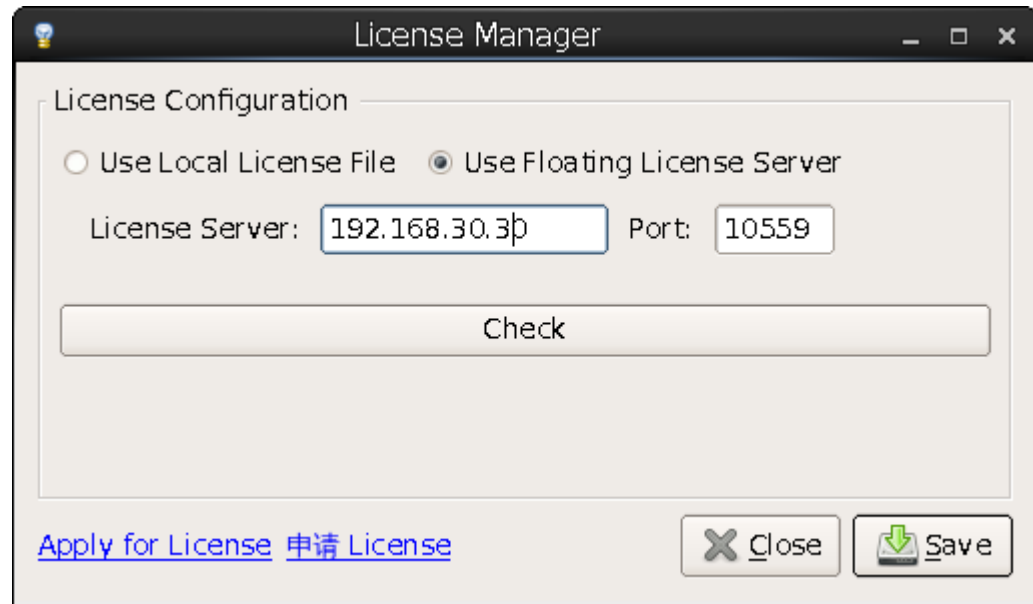 License Manager
License Configuration
Use Local License File Use Floating License Server
License Server: 192.168.30.30 Port: 10559
Check
Apply for License 申请 License Close Save